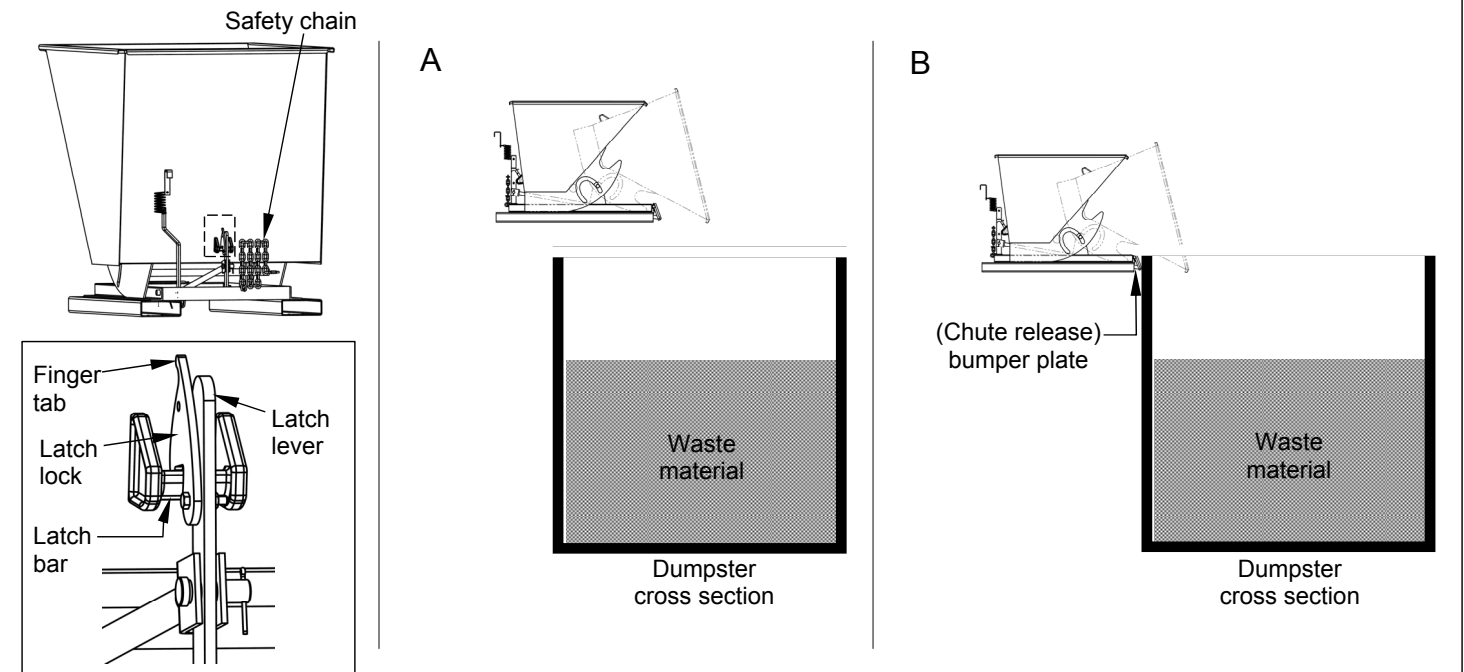 Safety chain
Finger
tab
Latch
lever
Latch
lock
Latch
bar
A
Waste
material
Dumpster
cross section
B
(Chute release)
bumper plate
Waste
material
Dumpster
cross section